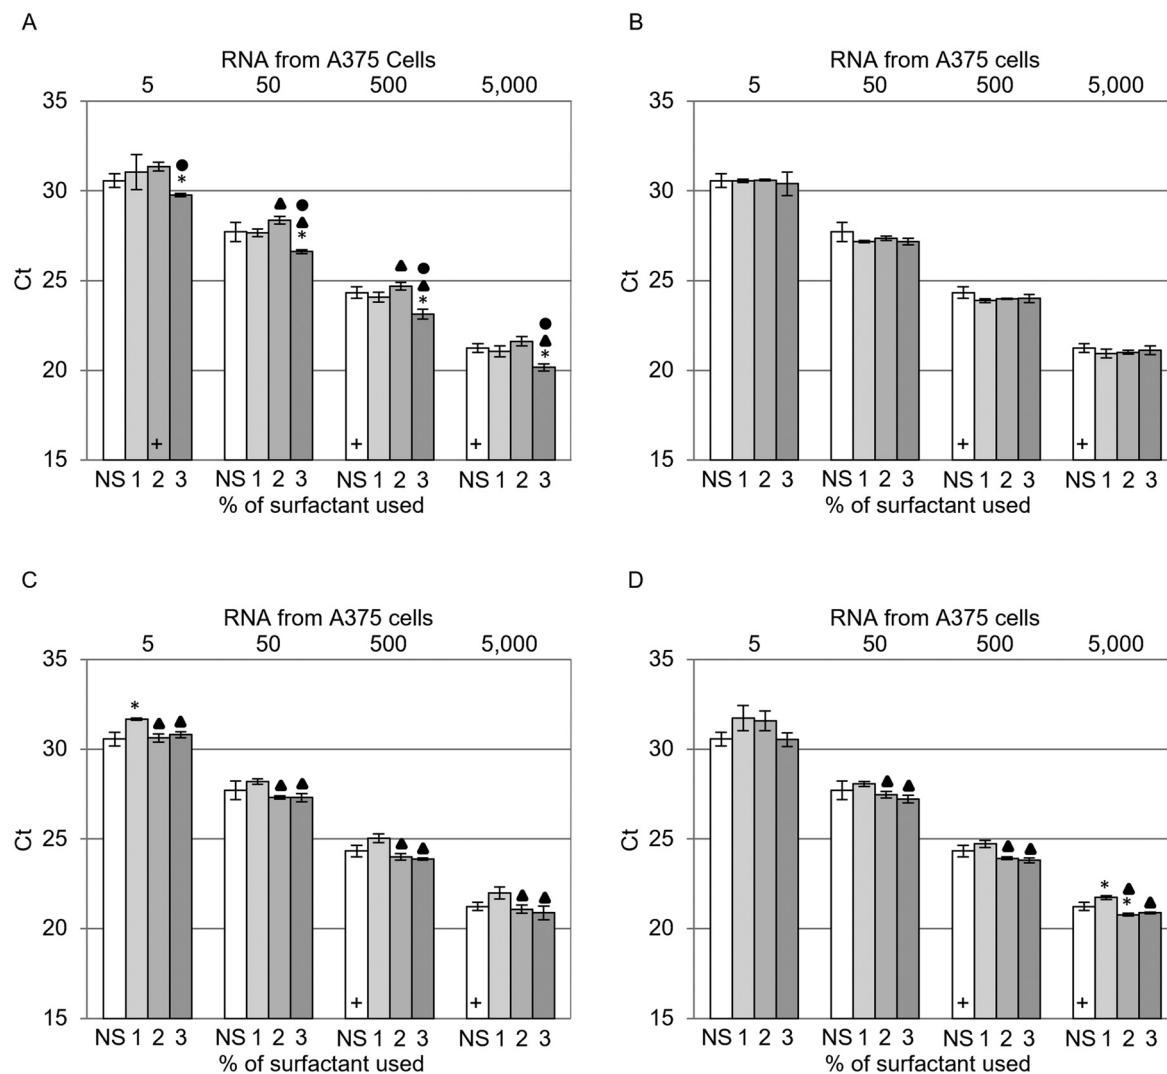 A
RNA from A375 Cells
5 50 500 5,000
35
30
25
20
15
Ct
* * * *
+ + +
NS 1 2 3 NS 1 2 3 NS 1 2 3 NS 1 2 3
% of surfactant used
B
RNA from A375 cells
5 50 500 5,000
35
30
25
20
15
Ct
+ +
NS 1 2 3 NS 1 2 3 NS 1 2 3 NS 1 2 3
% of surfactant used
C
RNA from A375 cells
5 50 500 5,000
35
30
25
20
15
Ct
*
+ +
NS 1 2 3 NS 1 2 3 NS 1 2 3 NS 1 2 3
% of surfactant used
D
RNA from A375 cells
5 50 500 5,000
35
30
25
20
15
Ct
* *
+ +
NS 1 2 3 NS 1 2 3 NS 1 2 3 NS 1 2 3
% of surfactant used